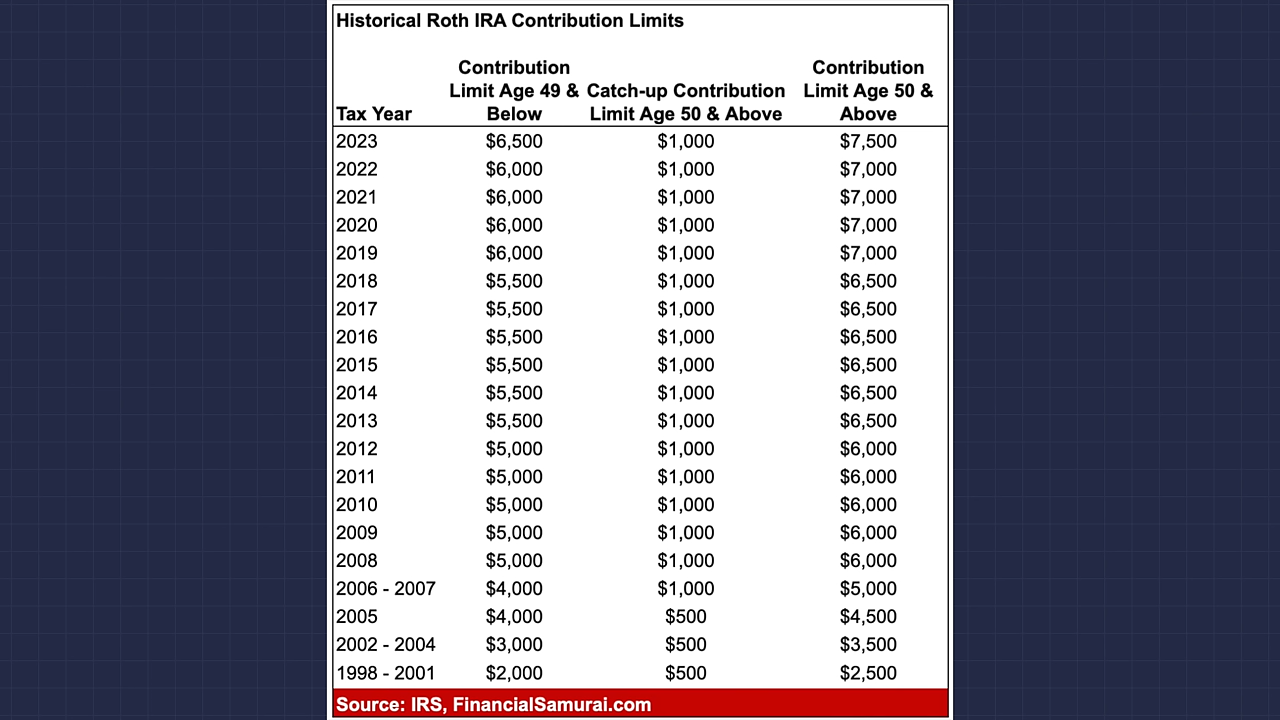 Historical Roth IRA Contribution Limits
Contribution Contribution
Limit Age 49 & Catch-up Contribution Limit Age 50 &
Tax Year Below Limit Age 50 & Above Above
2023 $6,500 $1,000 $7,500
2022 $6,000 $1,000 $7,000
2021 $6,000 $1,000 $7,000
2020 $6,000 $1,000 $7,000
2019 $6,000 $1,000 $7,000
2018 $5,500 $1,000 $6,500
2017 $5,500 $1,000 $6,500
2016 $5,500 $1,000 $6,500
2015 $5,500 $1,000 $6,500
2014 $5,500 $1,000 $6,500
2013 $5,500 $1,000 $6,500
2012 $5,000 $1,000 $6,000
2011 $5,000 $1,000 $6,000
2010 $5,000 $1,000 $6,000
2009 $5,000 $1,000 $6,000
2008 $5,000 $1,000 $6,000
2006 - 2007 $4,000 $1,000 $5,000
2005 $4,000 $500 $4,500
2002 - 2004 $3,000 $500 $3,500
1998 - 2001 $2,000 $500 $2,500
Source: IRS, FinancialSamurai.com